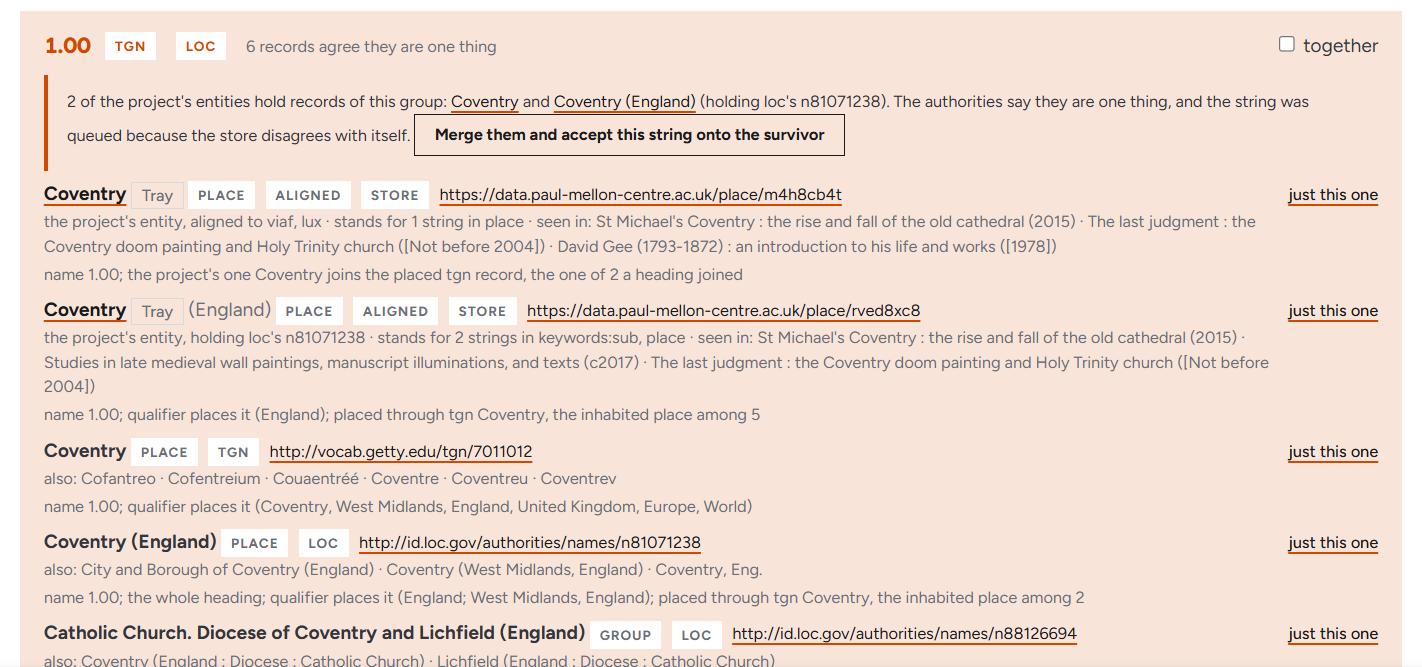 1.00 TGN LOC 6 records agree they are one thing together
2 of the project's entities hold records of this group: Coventry and Coventry (England) (holding loc's n81071238). The authorities say they are one thing, and the string was
queued because the store disagrees with itself. Merge them and accept this string onto the survivor
Coventry Tray PLACE ALIGNED STORE https://data.paul-mellon-centre.ac.uk/place/m4h8cb4t just this one
the project's entity, aligned to viaf, lux · stands for 1 string in place · seen in: St Michael's Coventry : the rise and fall of the old cathedral (2015) · The last judgment : the
Coventry doom painting and Holy Trinity church ([Not before 2004]) · David Gee (1793-1872) : an introduction to his life and works ([1978])
name 1.00; the project's one Coventry joins the placed tgn record, the one of 2 a heading joined
Coventry Tray (England) PLACE ALIGNED STORE https://data.paul-mellon-centre.ac.uk/place/rved8xc8 just this one
the project's entity, holding loc's n81071238 · stands for 2 strings in keywords:sub, place · seen in: St Michael's Coventry : the rise and fall of the old cathedral (2015) ·
Studies in late medieval wall paintings, manuscript illuminations, and texts (c2017) · The last judgment : the Coventry doom painting and Holy Trinity church ([Not before
2004])
name 1.00; qualifier places it (England); placed through tgn Coventry, the inhabited place among 5
Coventry PLACE TGN http://vocab.getty.edu/tgn/7011012 just this one
also: Cofantreo · Cofentreium · Couaentréé · Coventre · Coventreu · Coventrev
name 1.00; qualifier places it (Coventry, West Midlands, England, United Kingdom, Europe, World)
Coventry (England) PLACE LOC http://id.loc.gov/authorities/names/n81071238 just this one
also: City and Borough of Coventry (England) · Coventry (West Midlands, England) · Coventry, Eng.
name 1.00; the whole heading; qualifier places it (England; West Midlands, England); placed through tgn Coventry, the inhabited place among 2
Catholic Church. Diocese of Coventry and Lichfield (England) GROUP LOC http://id.loc.gov/authorities/names/n88126694 just this one
also: Coventry (England : Diocese : Catholic Church) · Lichfield (England : Diocese : Catholic Church)